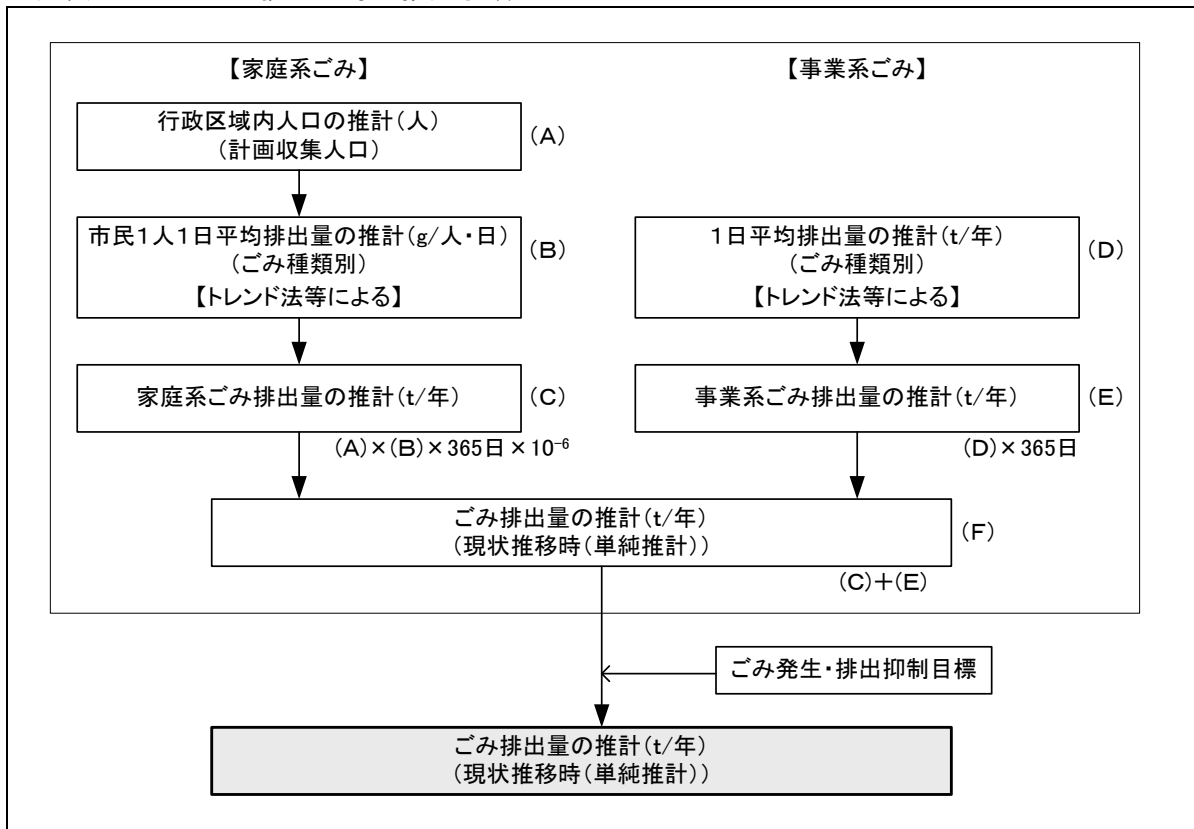 【家庭系ごみ】
行政区域内人口の推計(人)
(計画収集人口)
(A)
市民1人1日平均排出量の推計(g/人・日)
(ごみ種類別)
【トレンド法等による】
(B)
家庭系ごみ排出量の推計(t/年)
(C)
(A)×(B)×365日×10⁻⁶
【事業系ごみ】
1日平均排出量の推計(t/年)
(ごみ種類別)
【トレンド法等による】
(D)
事業系ごみ排出量の推計(t/年)
(E)
(D)×365日
ごみ排出量の推計(t/年)
(現状推移時(単純推計))
(F)
(C)+(E)
ごみ発生・排出抑制目標
ごみ排出量の推計(t/年)
(現状推移時(単純推計))